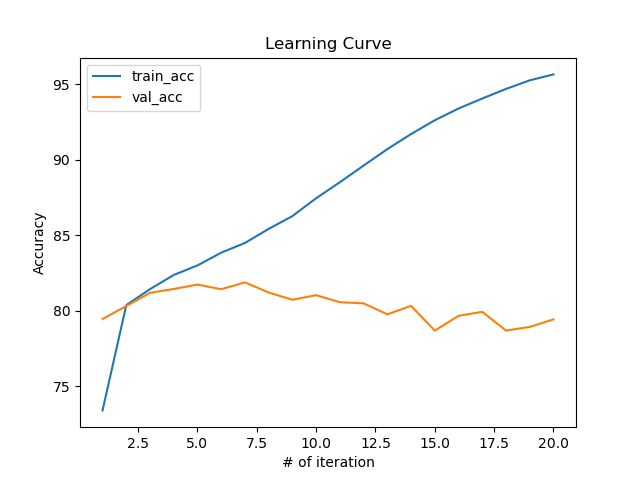 Learning Curve
train_acc
val_acc
Accuracy
95
90
85
80
75
2.5 5.0 7.5 10.0 12.5 15.0 17.5 20.0
# of iteration